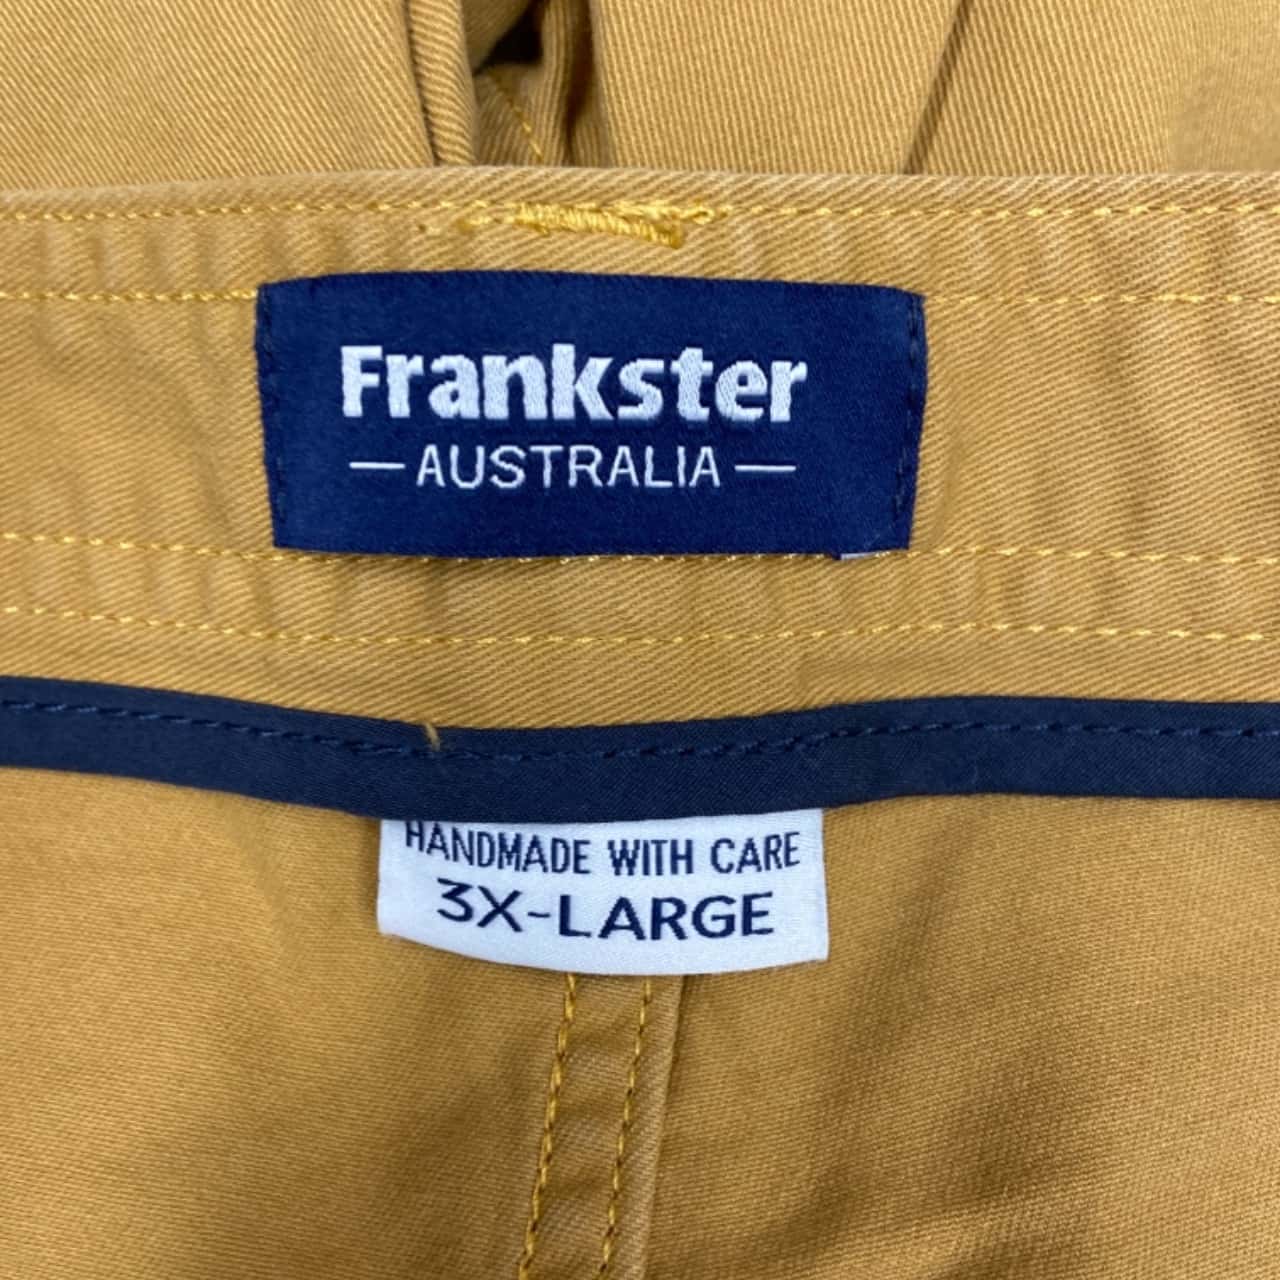 Frankster
— AUSTRALIA —
HANDMADE WITH CARE
3X-LARGE